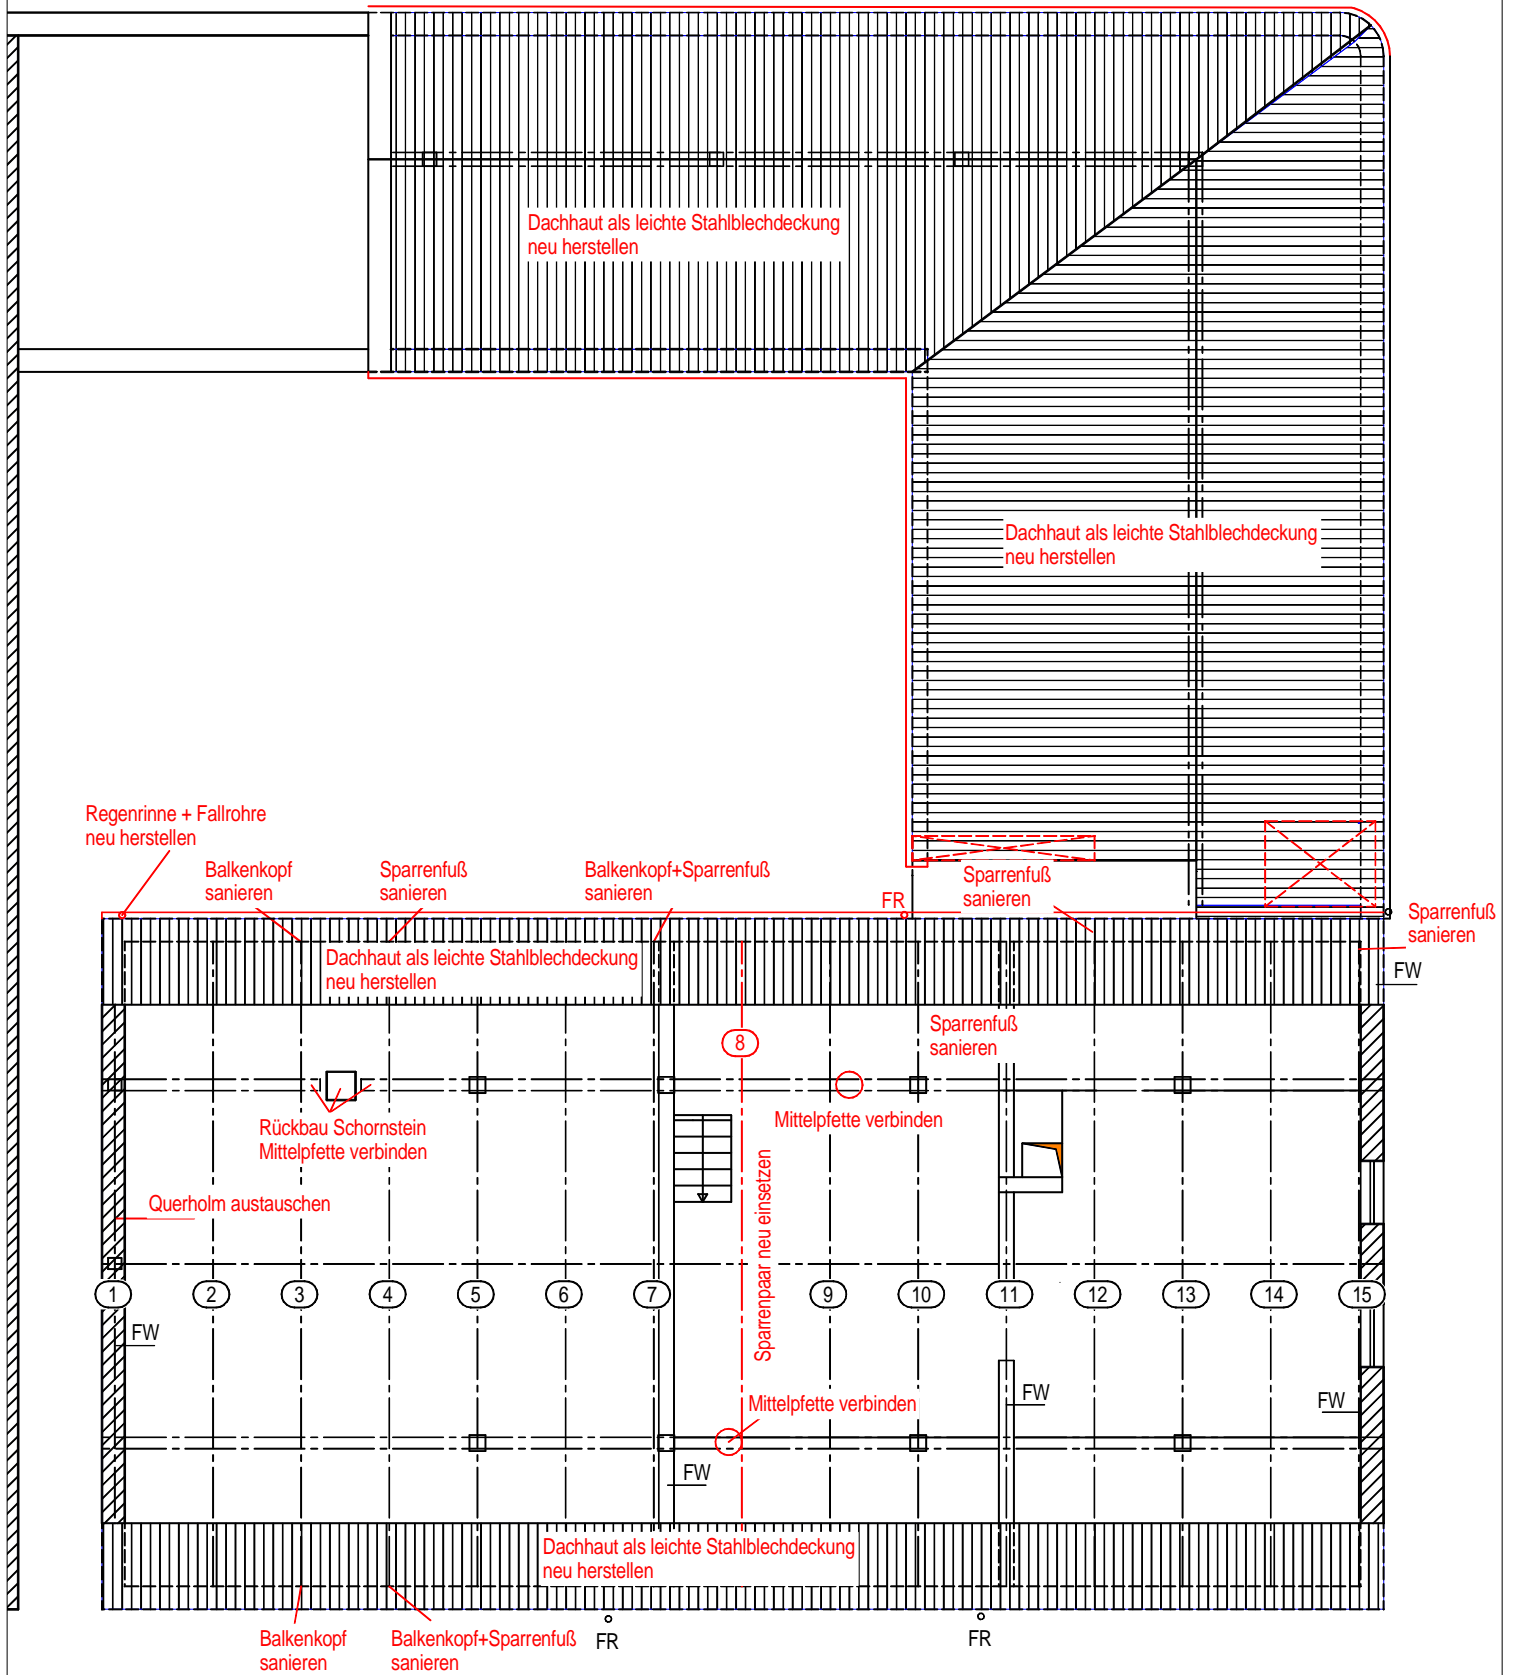 Dachhaut als leichte Stahlblechdeckung
neu herstellen
Dachhaut als leichte Stahlblechdeckung
neu herstellen
Regenrinne + Fallrohre
neu herstellen
Balkenkopf
sanieren
Sparrenfuß
sanieren
Balkenkopf+Sparrenfuß
sanieren
Sparrenfuß
sanieren
FR
Sparrenfuß
sanieren
Dachhaut als leichte Stahlblechdeckung
neu herstellen
FW
Sparrenfuß
sanieren
8
Rückbau Schornstein
Mittelpfette verbinden
Mittelpfette verbinden
Sparrenpaar neu einsetzen
Querholm austauschen
1
2
3
4
5
6
7
9
10
11
12
13
14
15
FW
FW
FW
Mittelpfette verbinden
FW
Dachhaut als leichte Stahlblechdeckung
neu herstellen
Balkenkopf
sanieren
Balkenkopf+Sparrenfuß
sanieren
FR
FR